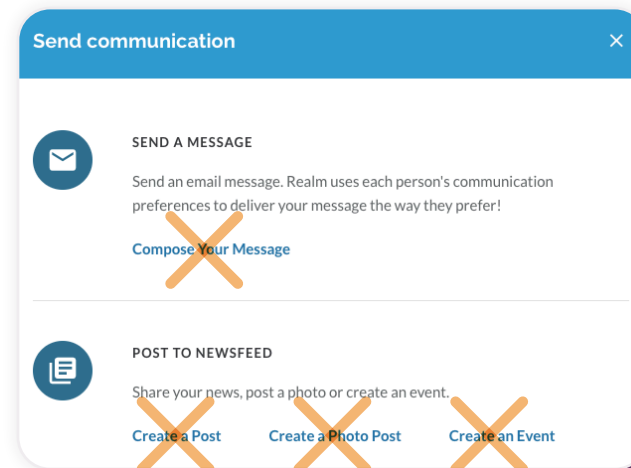 Send communication
SEND A MESSAGE
Send an email message. Realm uses each person's communication
preferences to deliver your message the way they prefer!
Compose Your Message
POST TO NEWSFEED
Share your news, post a photo or create an event.
Create a Post Create a Photo Post Create an Event